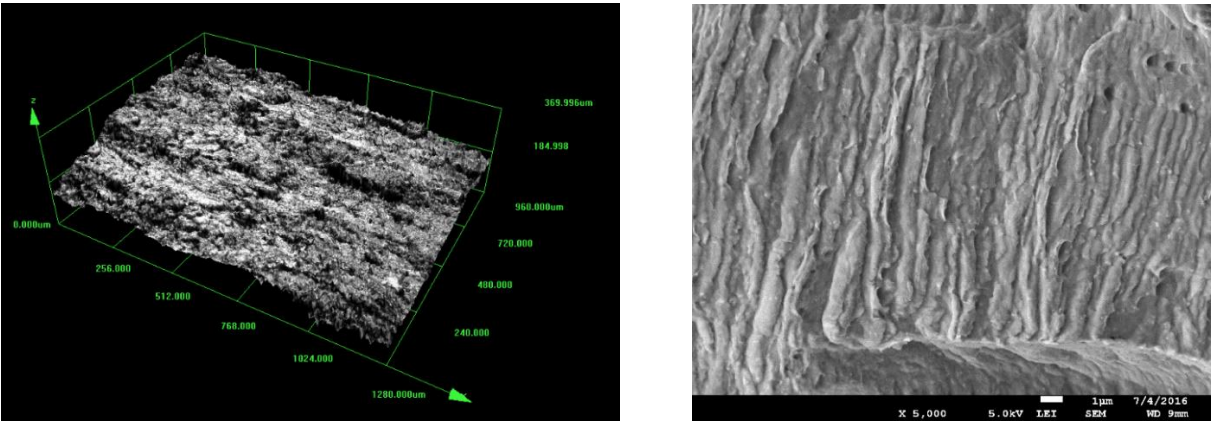 z
369.996um
184.998
0.000um
960.000um
720.000
480.000
240.000
256.000
512.000
768.000
1024.000
1280.000um
1µm 7/4/2016
X 5,000 5.0kV LEI SEM WD 9mm